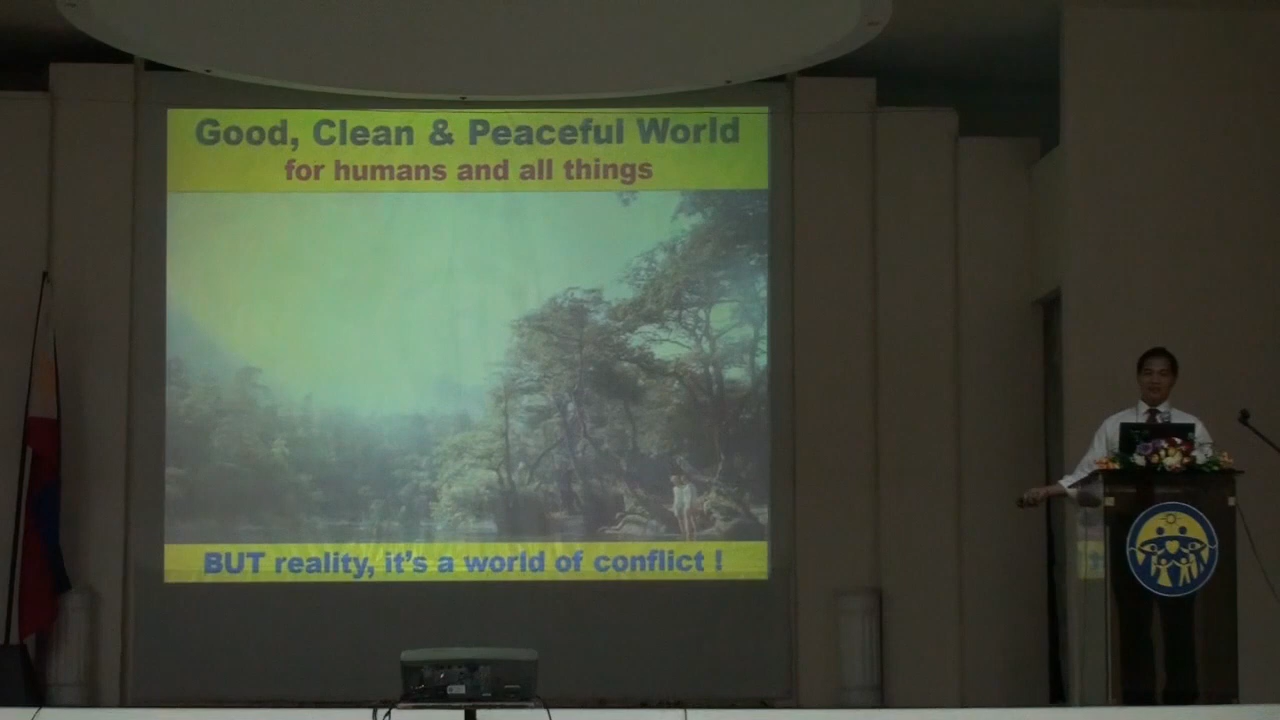 Good, Clean & Peaceful World
for humans and all things
BUT reality, it's a world of conflict !